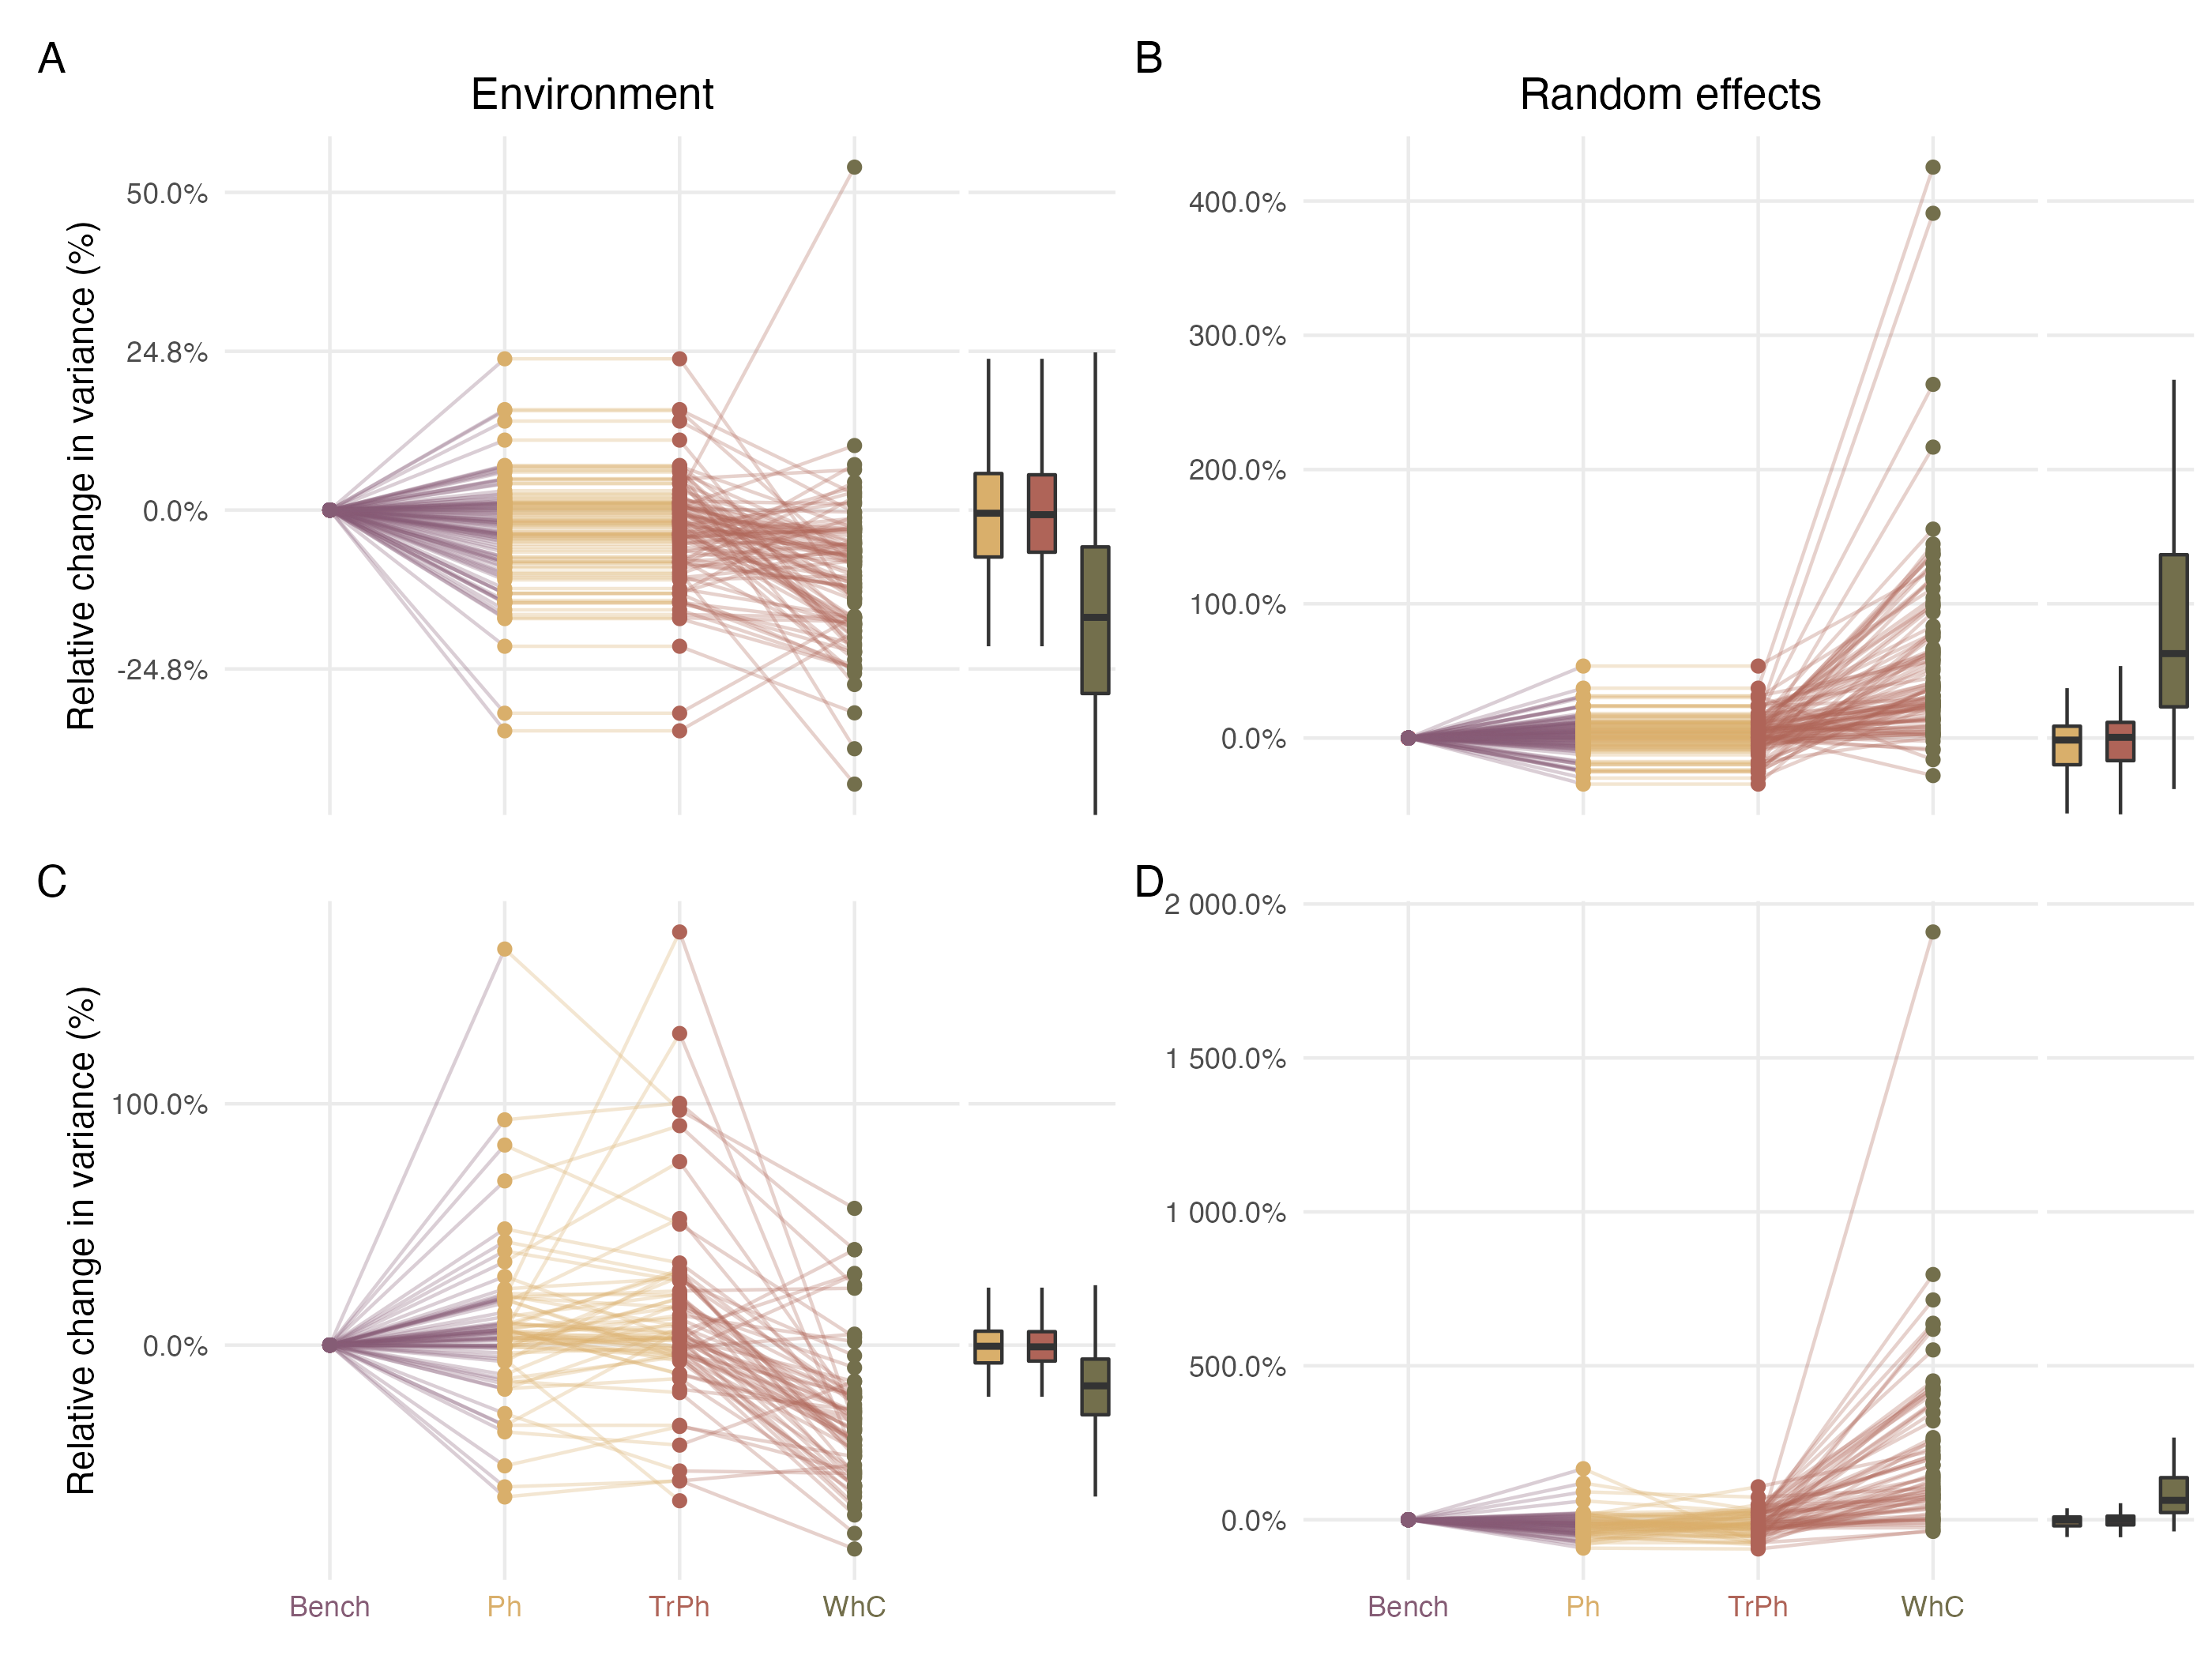 A
B
Environment
Random effects
Relative change in variance (%)
50.0%
24.8%
0.0%
-24.8%
400.0%
300.0%
200.0%
100.0%
0.0%
C
D
Relative change in variance (%)
100.0%
0.0%
2 000.0%
1 500.0%
1 000.0%
500.0%
0.0%
Bench Ph TrPh WhC
Bench Ph TrPh WhC